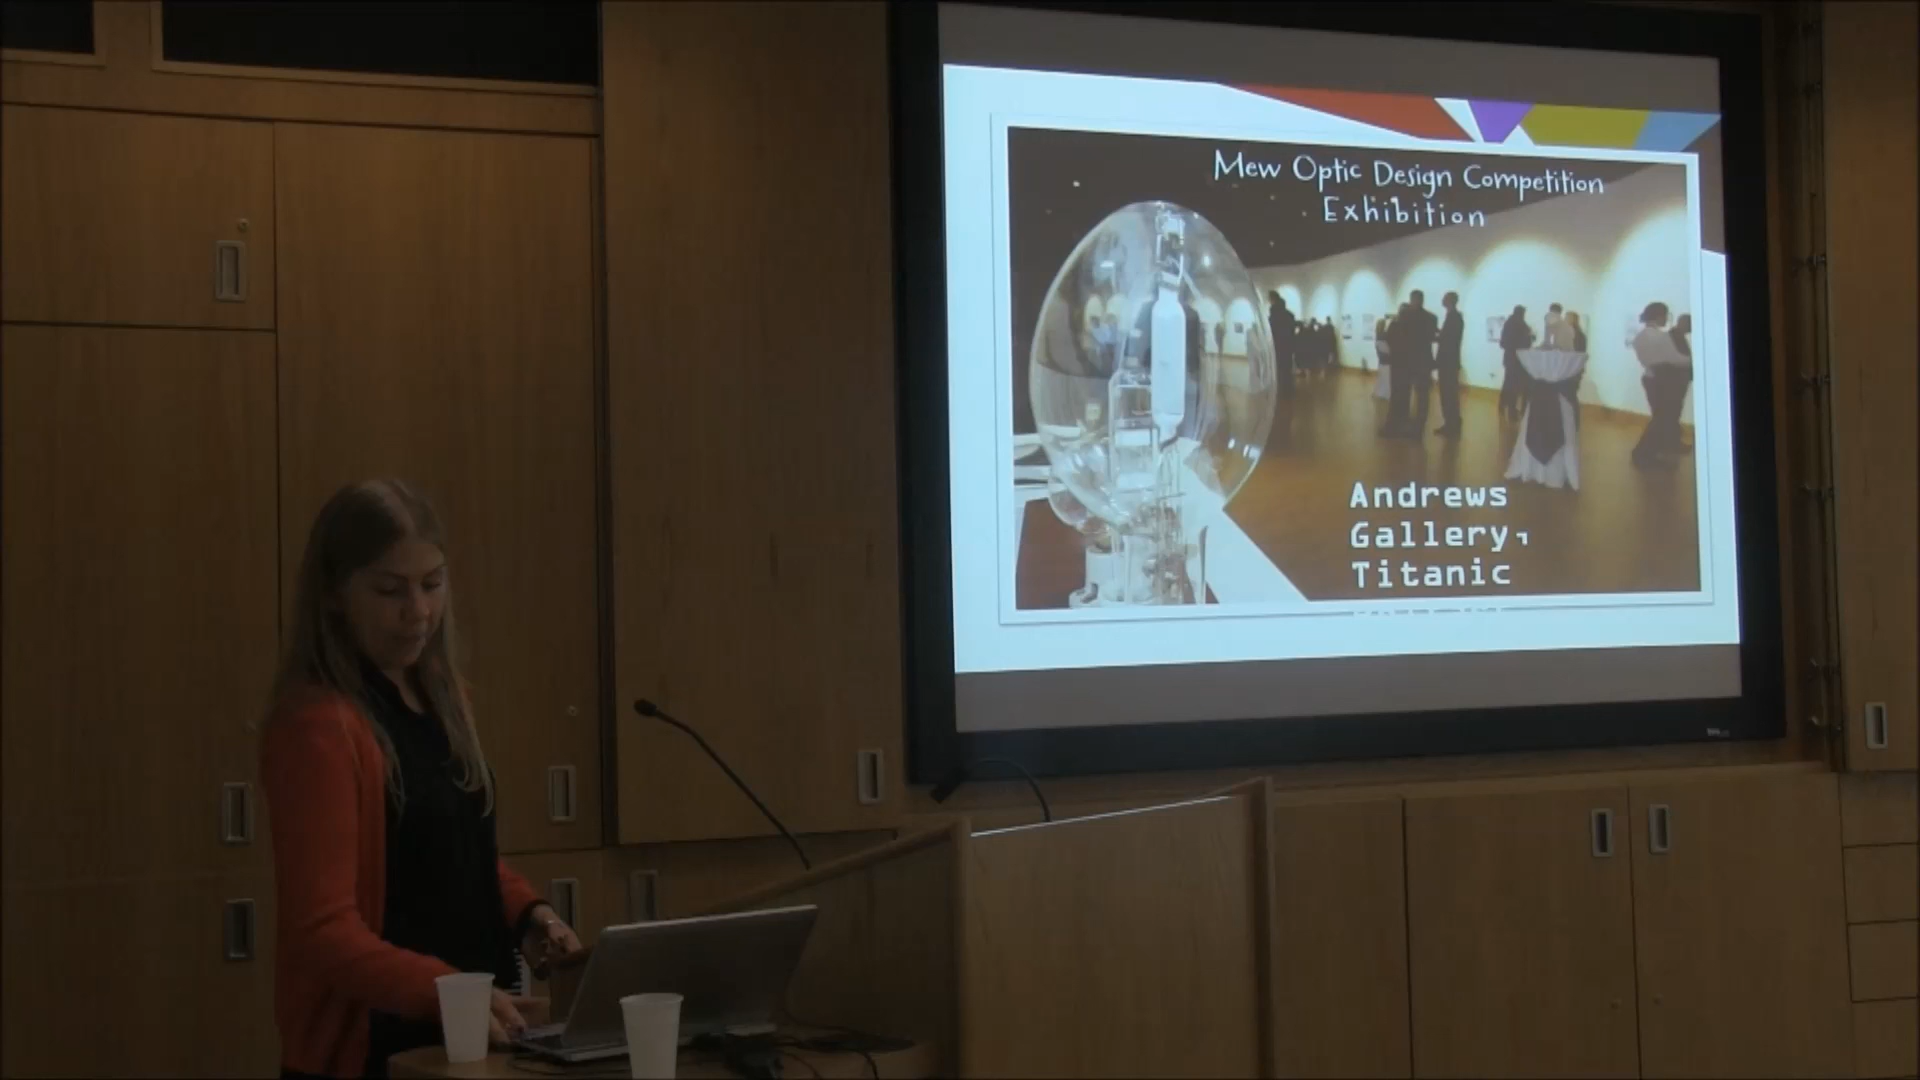 Mew Optic Design Competition
Exhibition
Andrews
Gallery,
Titanic